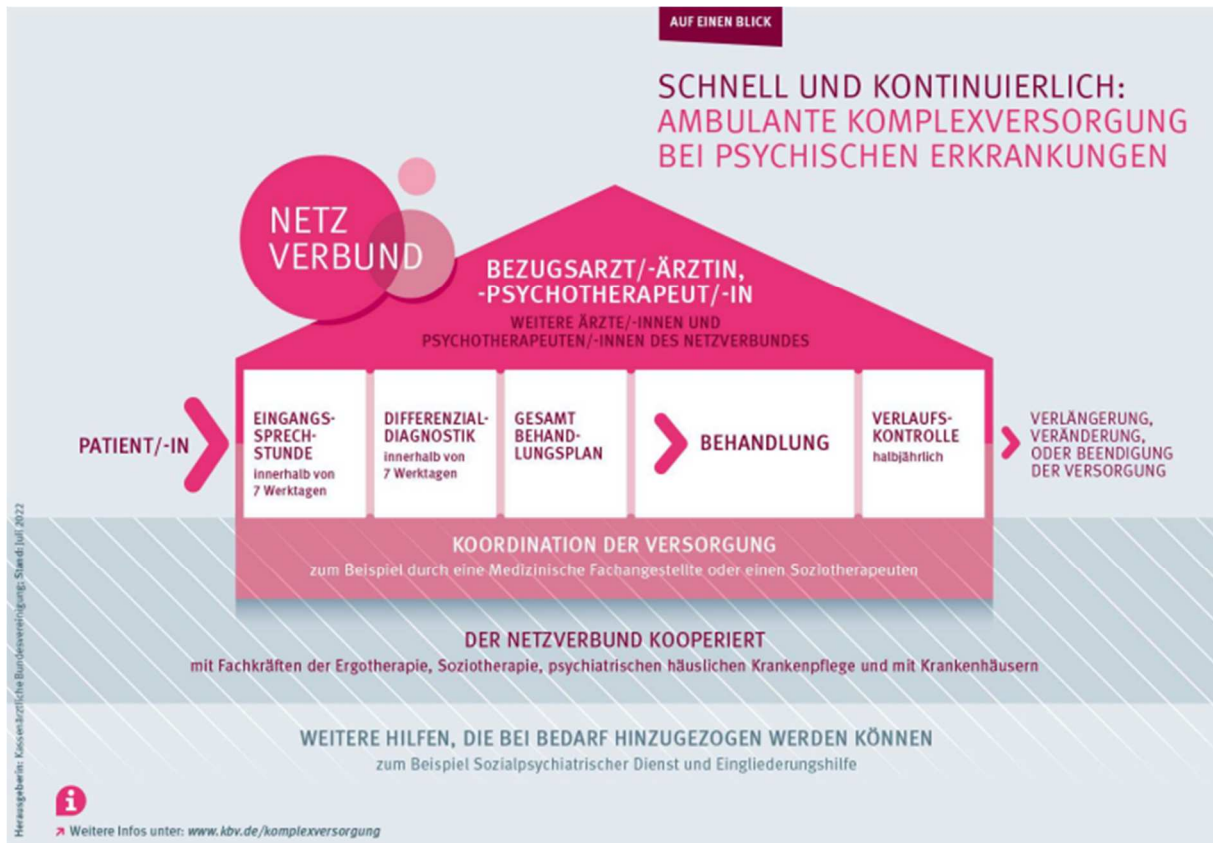 AUF EINEN BLICK
SCHNELL UND KONTINUIERLICH:
AMBULANTE KOMPLEXVERSORGUNG
BEI PSYCHISCHEN ERKRANKUNGEN
NETZ
VERBUND
BEZUGSARZT/-ÄRZTIN,
-PSYCHOTHERAPEUT/-IN
WEITERE ÄRZTE/-INNEN UND
PSYCHOTHERAPEUTEN/-INNEN DES NETZVERBUNDES
PATIENT/-IN
EINGANGS-
SPRECH-
STUNDE
innerhalb von
7 Werktagen
DIFFERENZIAL-
DIAGNOSTIK
innerhalb von
7 Werktagen
GESAMT
BEHAND-
LUNGSPLAN
BEHANDLUNG
VERLAUFS-
KONTROLLE
halbjährlich
VERLÄNGERUNG,
VERÄNDERUNG,
ODER BEENDIGUNG
DER VERSORGUNG
KOORDINATION DER VERSORGUNG
zum Beispiel durch eine Medizinische Fachangestellte oder einen Soziotherapeuten
DER NETZVERBUND KOOPERIERT
mit Fachkräften der Ergotherapie, Soziotherapie, psychiatrischen häuslichen Krankenpflege und mit Krankenhäusern
WEITERE HILFEN, DIE BEI BEDARF HINZUGEZOGEN WERDEN KÖNNEN
zum Beispiel Sozialpsychiatrischer Dienst und Eingliederungshilfe
Herausgeberin: Kassenärztliche Bundesvereinigung; Stand: Juli 2022
i
Weitere Infos unter: www.kbv.de/komplexversorgung